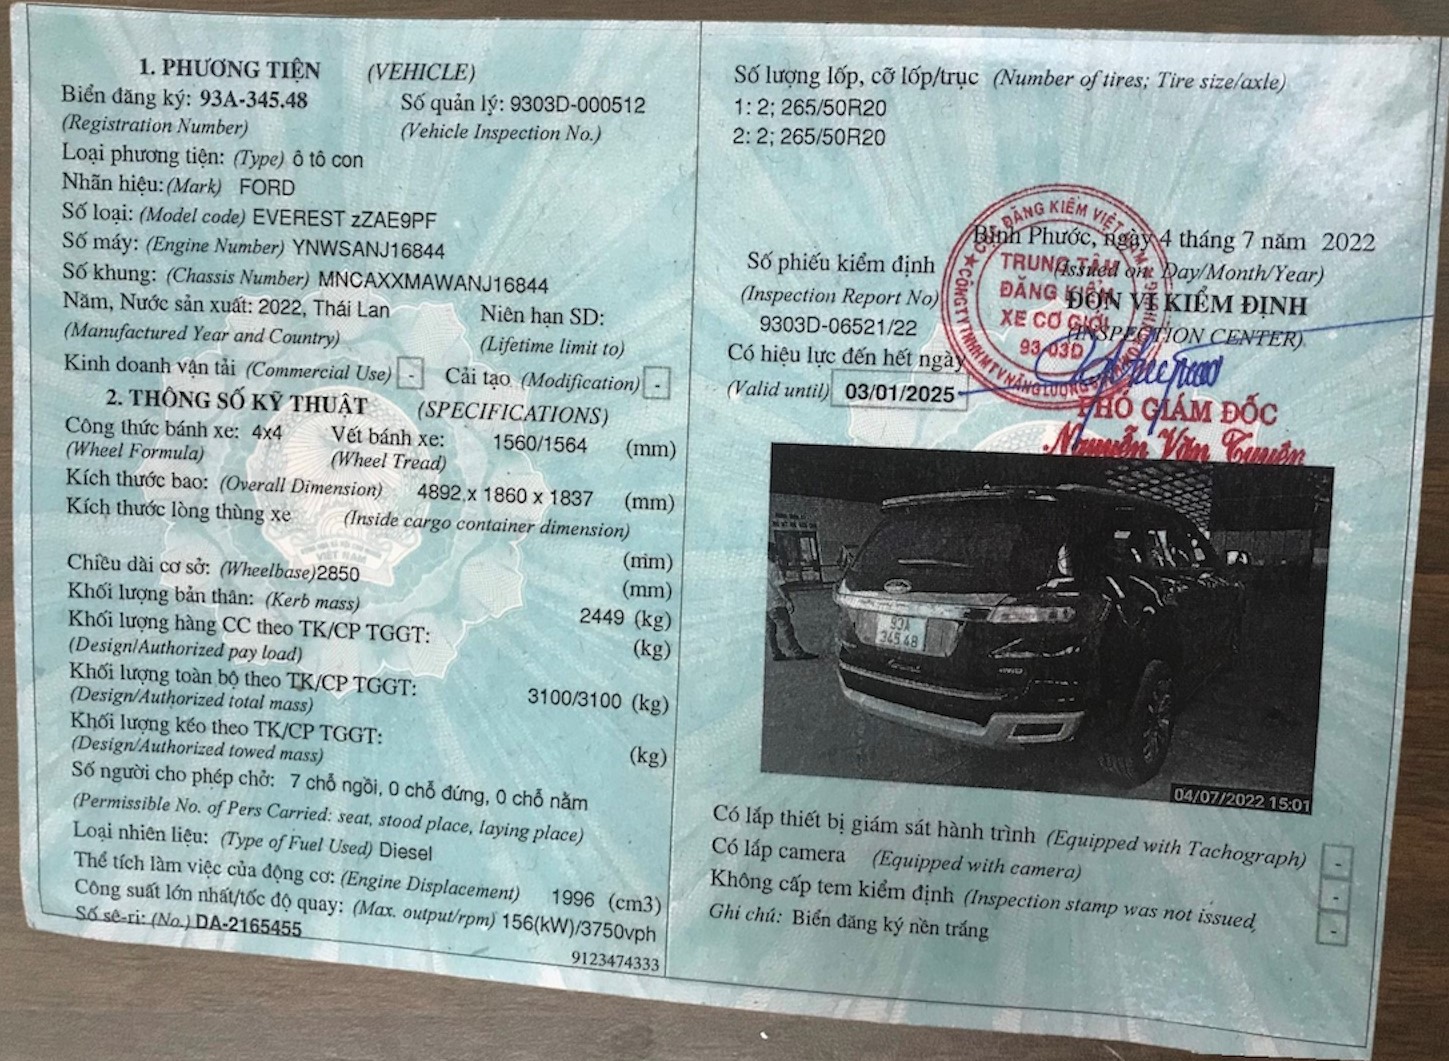 1. PHƯƠNG TIỆN (VEHICLE)
Biển đăng ký: 93A-345.48 Số quản lý: 9303D-000512
(Registration Number) (Vehicle Inspection No.)
Loại phương tiện: (Type) ô tô con
Nhãn hiệu: (Mark) FORD
Số loại: (Model code) EVEREST zZAE9PF
Số máy: (Engine Number) YNWSANJ16844
Số khung: (Chassis Number) MNCAXXMAWANJ16844
Năm, Nước sản xuất: 2022, Thái Lan Niên hạn SD:
(Manufactured Year and Country) (Lifetime limit to)
Kinh doanh vận tải (Commercial Use) - Cải tạo (Modification) -
2. THÔNG SỐ KỸ THUẬT (SPECIFICATIONS)
Công thức bánh xe: 4x4 Vết bánh xe: 1560/1564 (mm)
(Wheel Formula) (Wheel Tread)
Kích thước bao: (Overall Dimension) 4892 x 1860 x 1837 (mm)
Kích thước lòng thùng xe (Inside cargo container dimension)
(mm)
Chiều dài cơ sở: (Wheelbase) 2850 (mm)
Khối lượng bản thân: (Kerb mass) 2449 (kg)
Khối lượng hàng CC theo TK/CP TGGT: (kg)
(Design/Authorized pay load)
Khối lượng toàn bộ theo TK/CP TGGT: 3100/3100 (kg)
(Design/Authorized total mass)
Khối lượng kéo theo TK/CP TGGT: (kg)
(Design/Authorized towed mass)
Số người cho phép chở: 7 chỗ ngồi, 0 chỗ đứng, 0 chỗ nằm
(Permissible No. of Pers Carried: seat, stood place, laying place)
Loại nhiên liệu: (Type of Fuel Used) Diesel
Thể tích làm việc của động cơ: (Engine Displacement) 1996 (cm3)
Công suất lớn nhất/tốc độ quay: (Max. output/rpm) 156(kW)/3750vph
Số sê-ri: (No.) DA-2165455
9123474333
Số lượng lốp, cỡ lốp/trục (Number of tires; Tire size/axle)
1: 2; 265/50R20
2: 2; 265/50R20
Bình Phước, ngày 4 tháng 7 năm 2022
(Issued on: Day/Month/Year)
ĐƠN VỊ KIỂM ĐỊNH
(INSPECTION CENTER)
Số phiếu kiểm định
(Inspection Report No)
9303D-06521/22
Có hiệu lực đến hết ngày
(Valid until) 03/01/2025
TRUNG TÂM
ĐĂNG KIỂM
XE CƠ GIỚI
93-03D
PHÓ GIÁM ĐỐC
Nguyễn Văn Tuyên
93A
345.48
04/07/2022 15:01
Có lắp thiết bị giám sát hành trình (Equipped with Tachograph) -
Có lắp camera (Equipped with camera) -
Không cấp tem kiểm định (Inspection stamp was not issued, -
Ghi chú: Biển đăng ký nền trắng